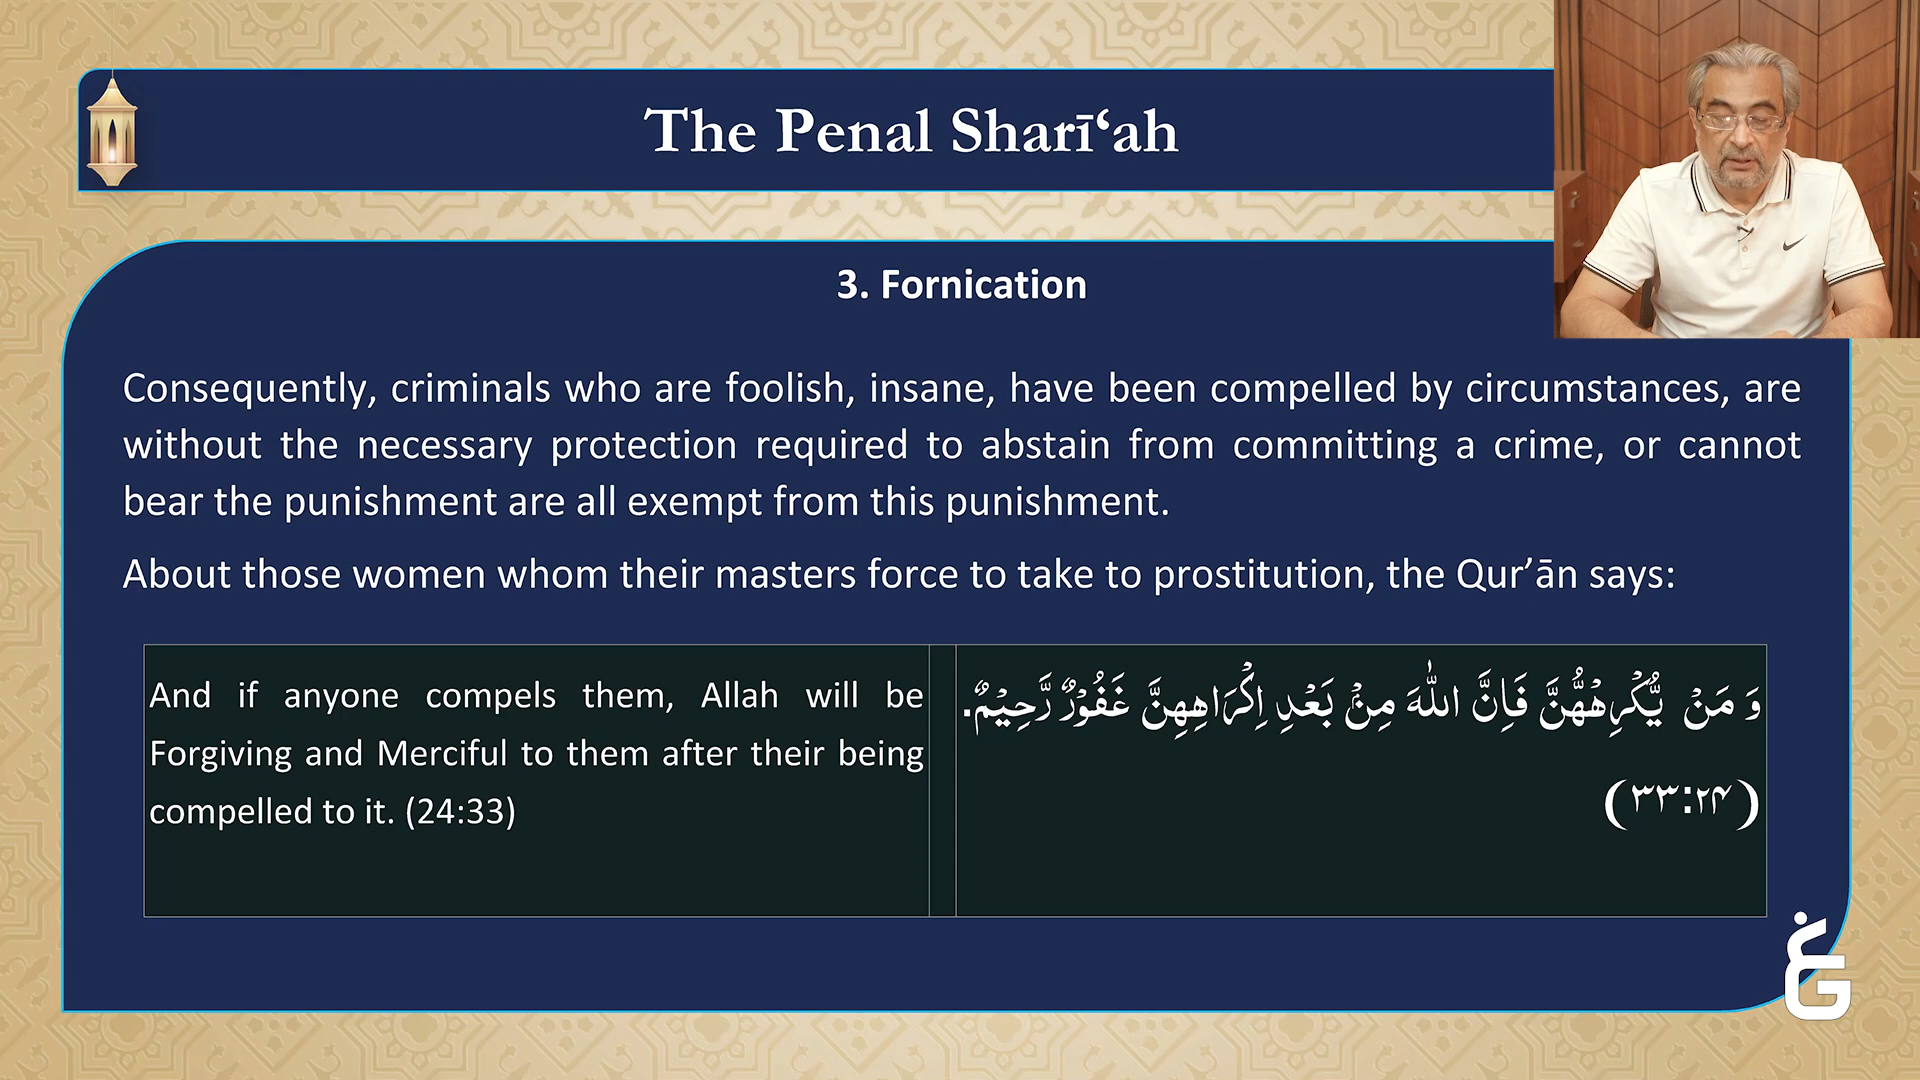 The Penal Sharī‘ah
3. Fornication
Consequently, criminals who are foolish, insane, have been compelled by circumstances, are
without the necessary protection required to abstain from committing a crime, or cannot
bear the punishment are all exempt from this punishment.
About those women whom their masters force to take to prostitution, the Qur’ān says:
And if anyone compels them, Allah will be
Forgiving and Merciful to them after their being
compelled to it. (24:33)
وَ مَنْ يُّكْرِهْهُّنَّ فَاِنَّ اللّٰهَ مِنْۢ بَعْدِ اِكْرَاهِهِنَّ غَفُوْرٌ رَّحِيْمٌ.
(۳۳:۲۴)